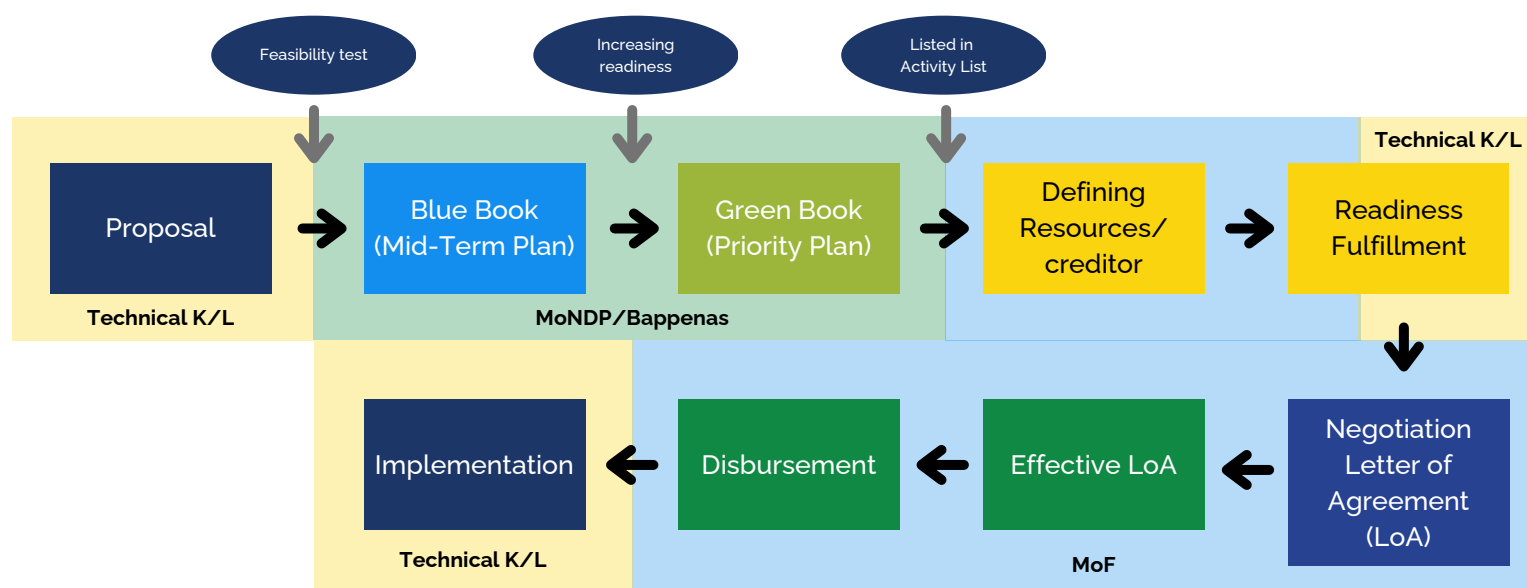 Feasibility test
Increasing
readiness
Listed in
Activity List
Technical K/L
Proposal
Blue Book
(Mid-Term Plan)
Green Book
(Priority Plan)
Defining
Resources/
creditor
Readiness
Fulfillment
Technical K/L
MoNDP/Bappenas
Implementation
Disbursement
Effective LoA
Negotiation
Letter of
Agreement
(LoA)
Technical K/L
MoF